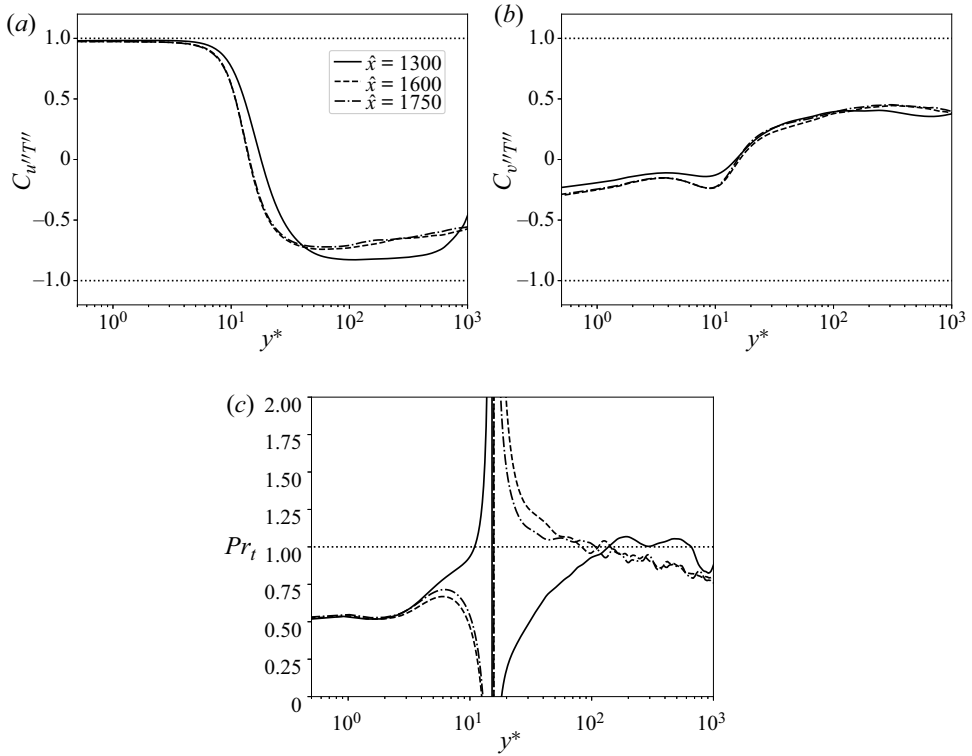 (a)
1.0
0.5
0
–0.5
–1.0
C_{u''T''}
x̂ = 1300
x̂ = 1600
x̂ = 1750
10^0 10^1 10^2 10^3
y*
(b)
1.0
0.5
0
–0.5
–1.0
C_{v''T''}
10^0 10^1 10^2 10^3
y*
(c)
2.00
1.75
1.50
1.25
1.00
0.75
0.50
0.25
0
Pr_t
10^0 10^1 10^2 10^3
y*